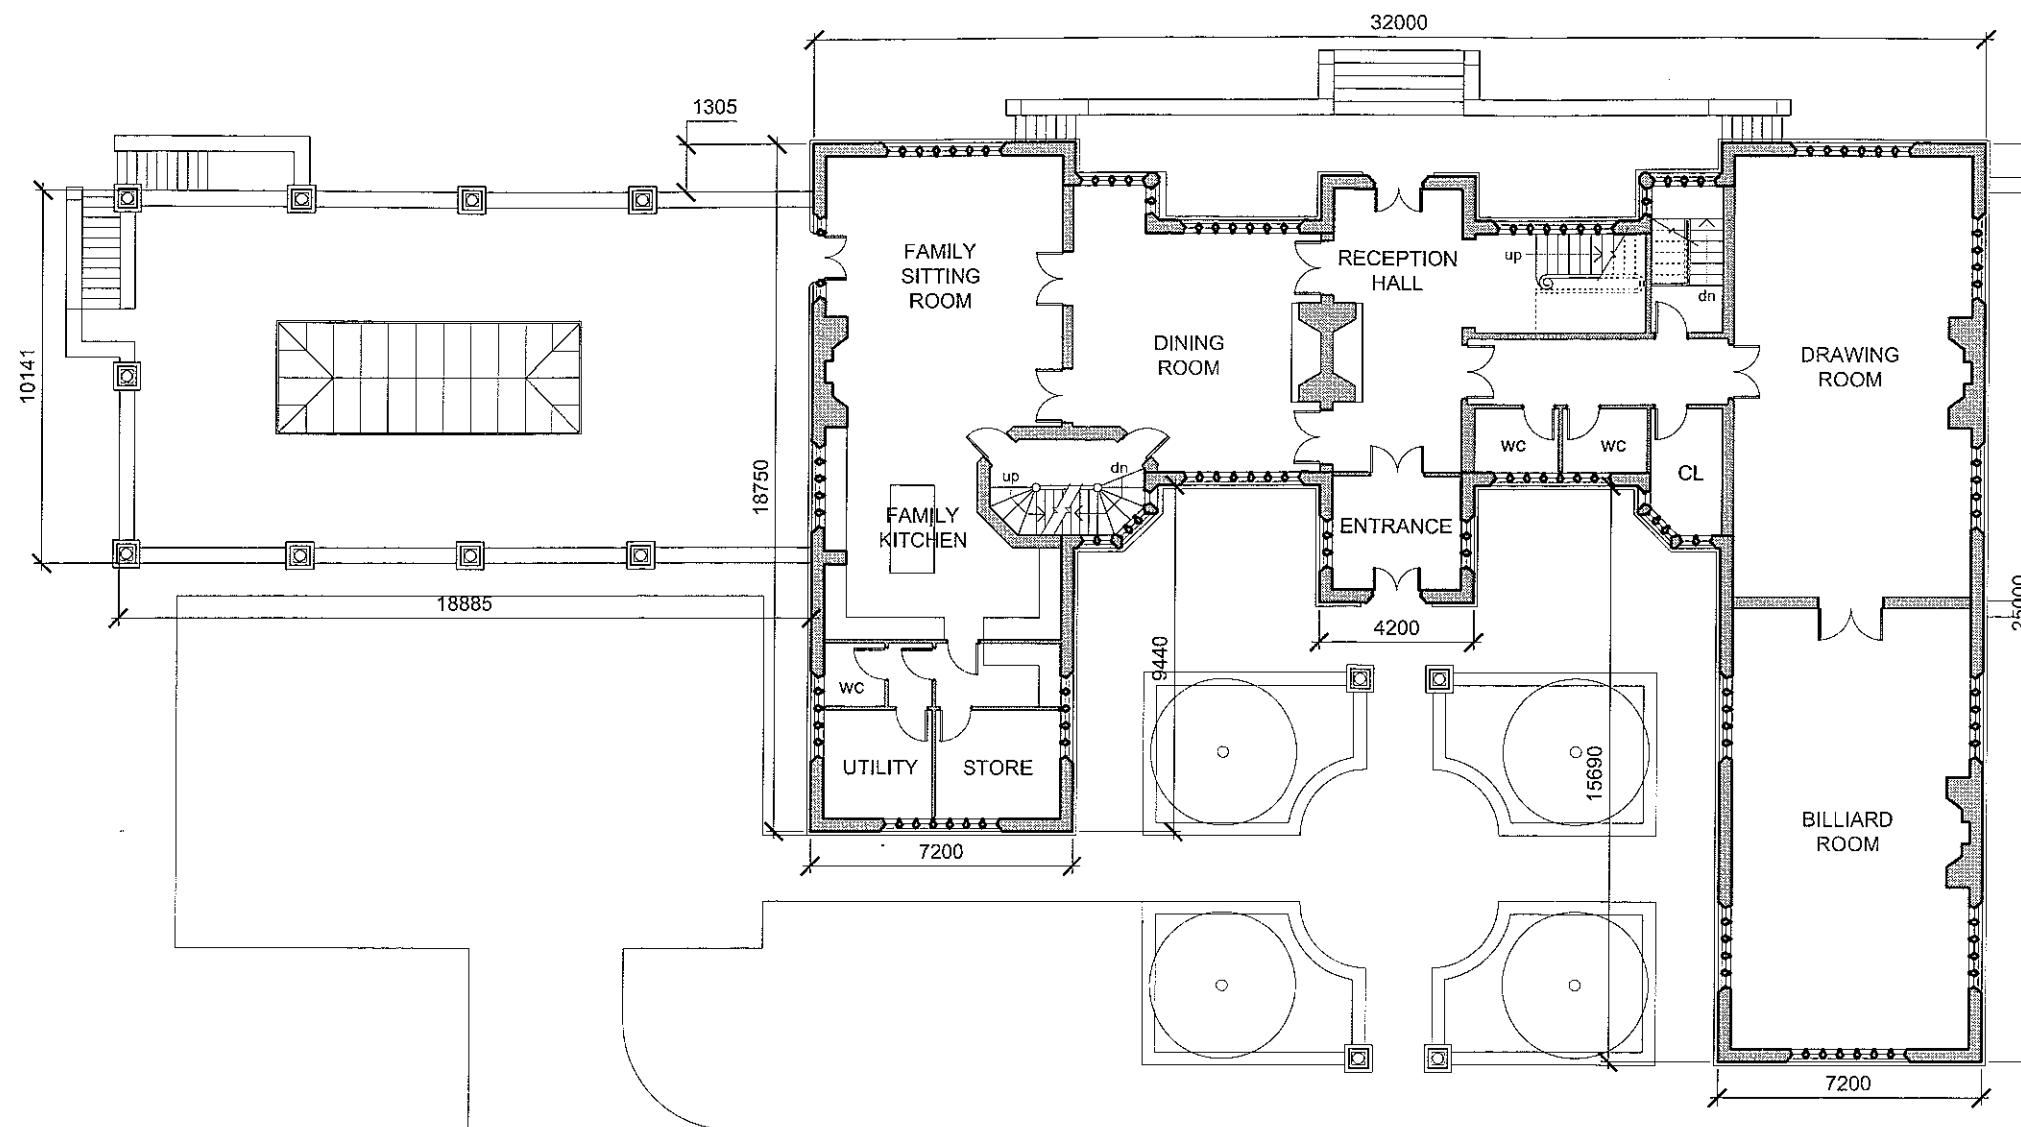 32000
1305
FAMILY
SITTING
ROOM
RECEPTION
HALL
up
dn
10141
DINING
ROOM
DRAWING
ROOM
18750
up
dn
wc
wc
CL
FAMILY
KITCHEN
ENTRANCE
18885
25000
4200
9440
wc
UTILITY
STORE
15690
BILLIARD
ROOM
7200
7200